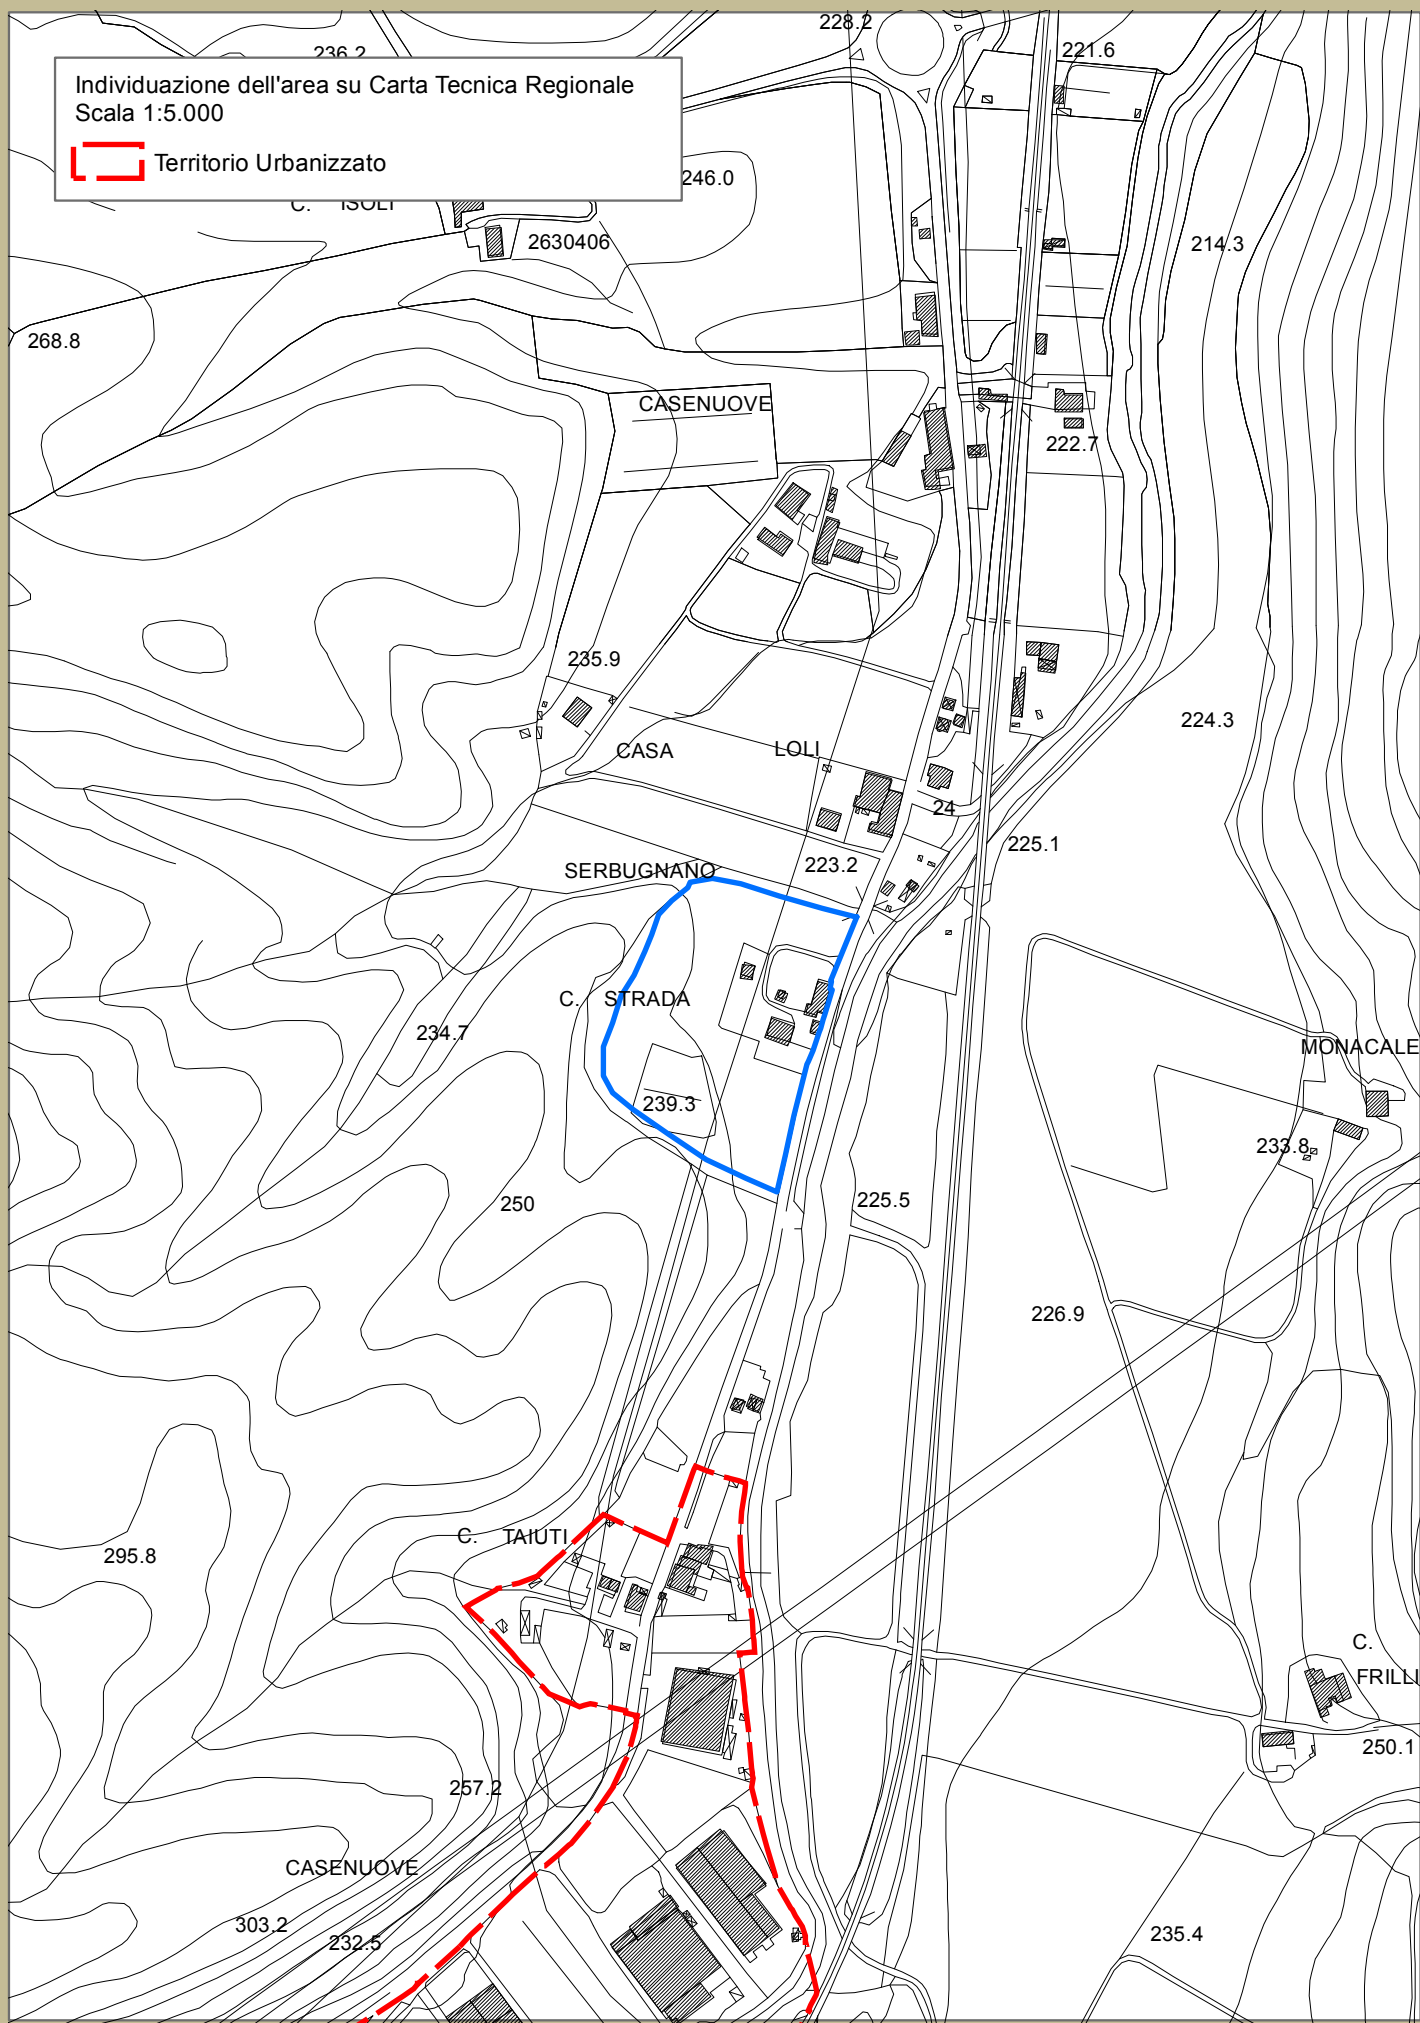 228.2
236.2
221.6
Individuazione dell'area su Carta Tecnica Regionale
Scala 1:5.000
Territorio Urbanizzato
246.0
C. ISOLI
2630406
214.3
268.8
CASENUOVE
222.7
235.9
224.3
CASA LOLI
24
225.1
223.2
SERBUGNANO
C. STRADA
234.7
MONACALE
239.3
233.8
250
225.5
226.9
C. TAIUTI
295.8
C.
FRILLI
250.1
257.2
CASENUOVE
303.2
232.5
235.4